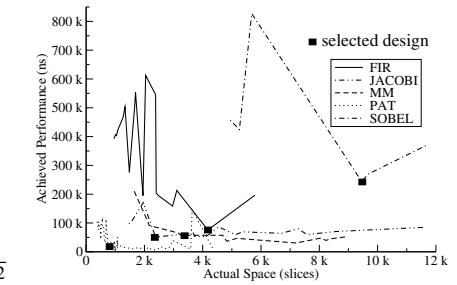 800 k
700 k
600 k
500 k
400 k
300 k
200 k
100 k
0
Achieved Performance (ns)
selected design
FIR
JACOBI
MM
PAT
SOBEL
0 2 k 4 k 6 k 8 k 10 k 12 k
Actual Space (slices)
2